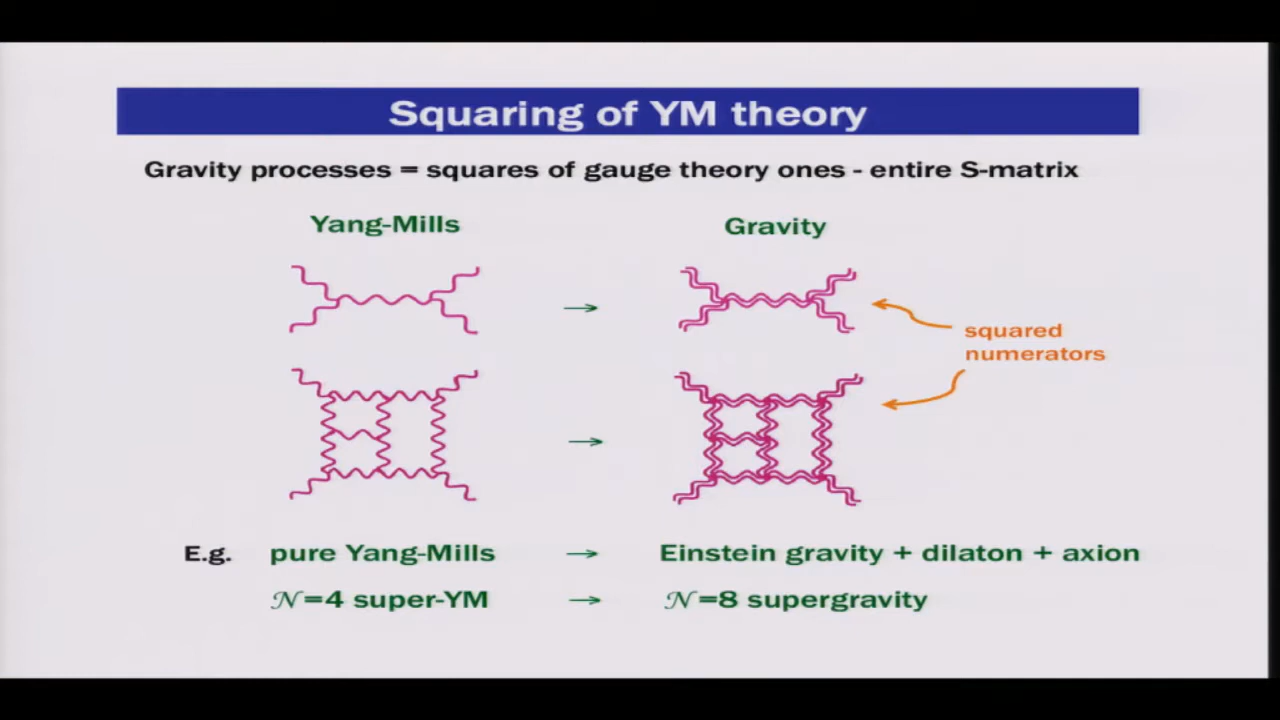 Squaring of YM theory
Gravity processes = squares of gauge theory ones - entire S-matrix
Yang-Mills
Gravity
→
squared
numerators
→
E.g. pure Yang-Mills → Einstein gravity + dilaton + axion
𝒩=4 super-YM → 𝒩=8 supergravity